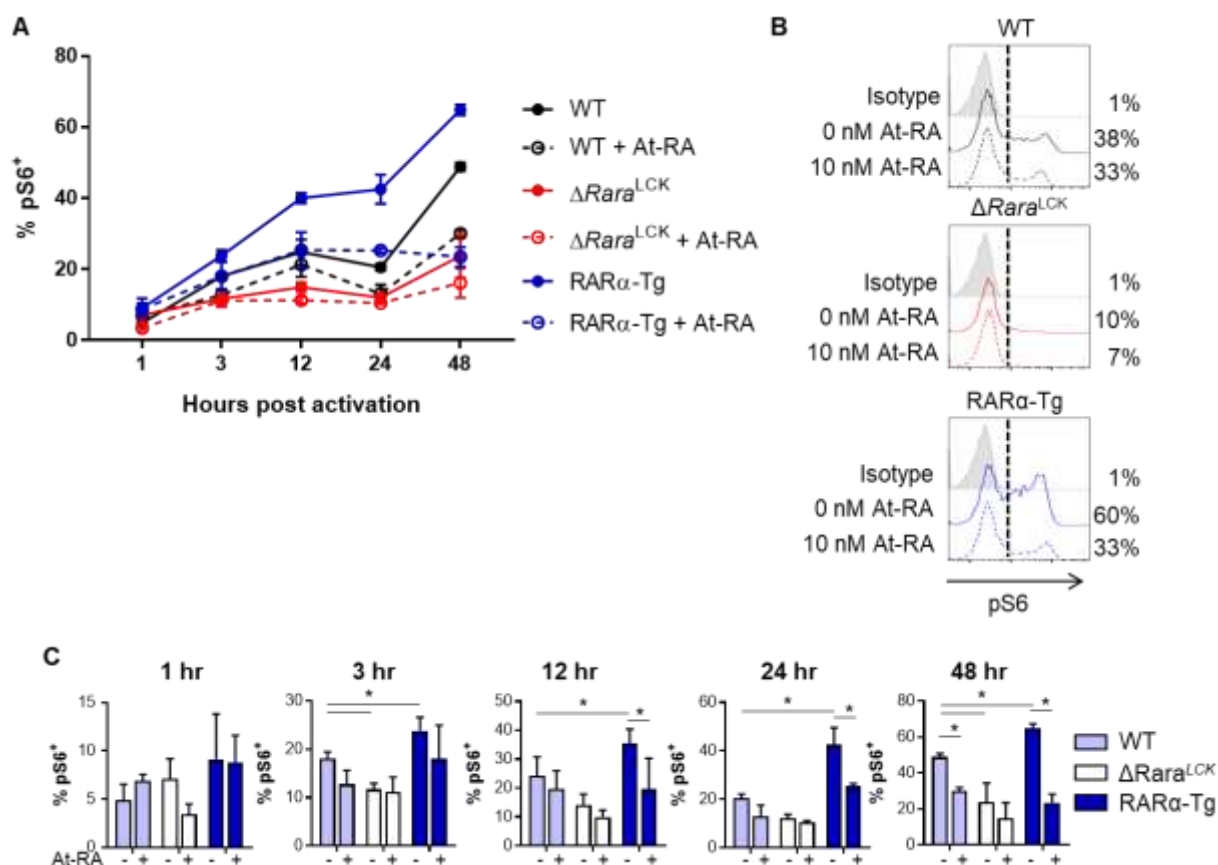 A
80
60
40
20
0
% pS6+
1 3 12 24 48
Hours post activation
WT
WT + At-RA
ΔRaraLCK
ΔRaraLCK + At-RA
RARα-Tg
RARα-Tg + At-RA
B
WT
Isotype 1%
0 nM At-RA 38%
10 nM At-RA 33%
ΔRaraLCK
Isotype 1%
0 nM At-RA 10%
10 nM At-RA 7%
RARα-Tg
Isotype 1%
0 nM At-RA 60%
10 nM At-RA 33%
pS6
C
1 hr
% pS6+
15
10
5
0
At-RA - + - + - +
3 hr
*
% pS6+
30
20
10
0
- + - + - +
12 hr
*
*
% pS6+
50
40
30
20
10
0
- + - + - +
24 hr
*
*
% pS6+
60
40
20
0
- + - + - +
48 hr
*
*
*
*
% pS6+
80
60
40
20
0
- + - + - +
WT
ΔRaraLCK
RARα-Tg